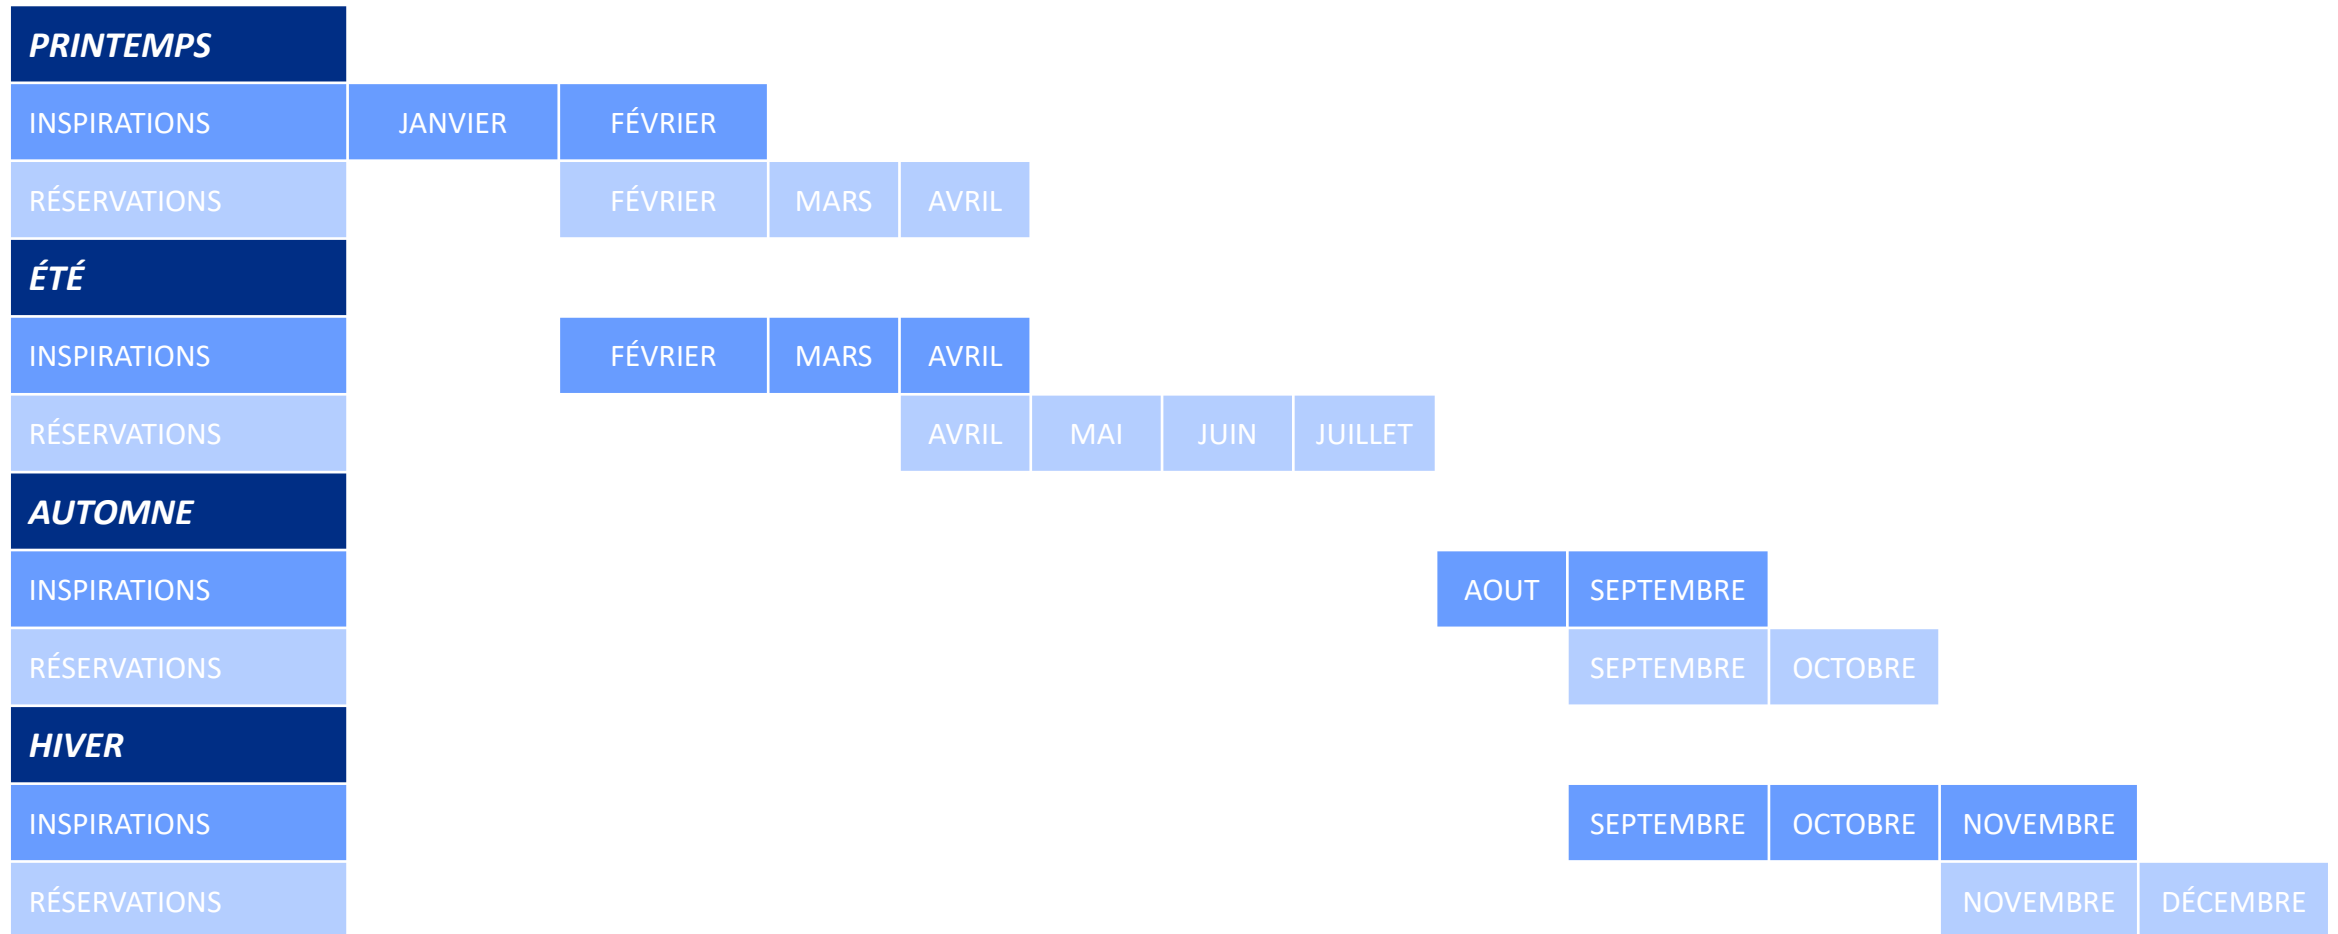 PRINTEMPS
INSPIRATIONS JANVIER FÉVRIER
RÉSERVATIONS FÉVRIER MARS AVRIL
ÉTÉ
INSPIRATIONS FÉVRIER MARS AVRIL
RÉSERVATIONS AVRIL MAI JUIN JUILLET
AUTOMNE
INSPIRATIONS AOUT SEPTEMBRE
RÉSERVATIONS SEPTEMBRE OCTOBRE
HIVER
INSPIRATIONS SEPTEMBRE OCTOBRE NOVEMBRE
RÉSERVATIONS NOVEMBRE DÉCEMBRE